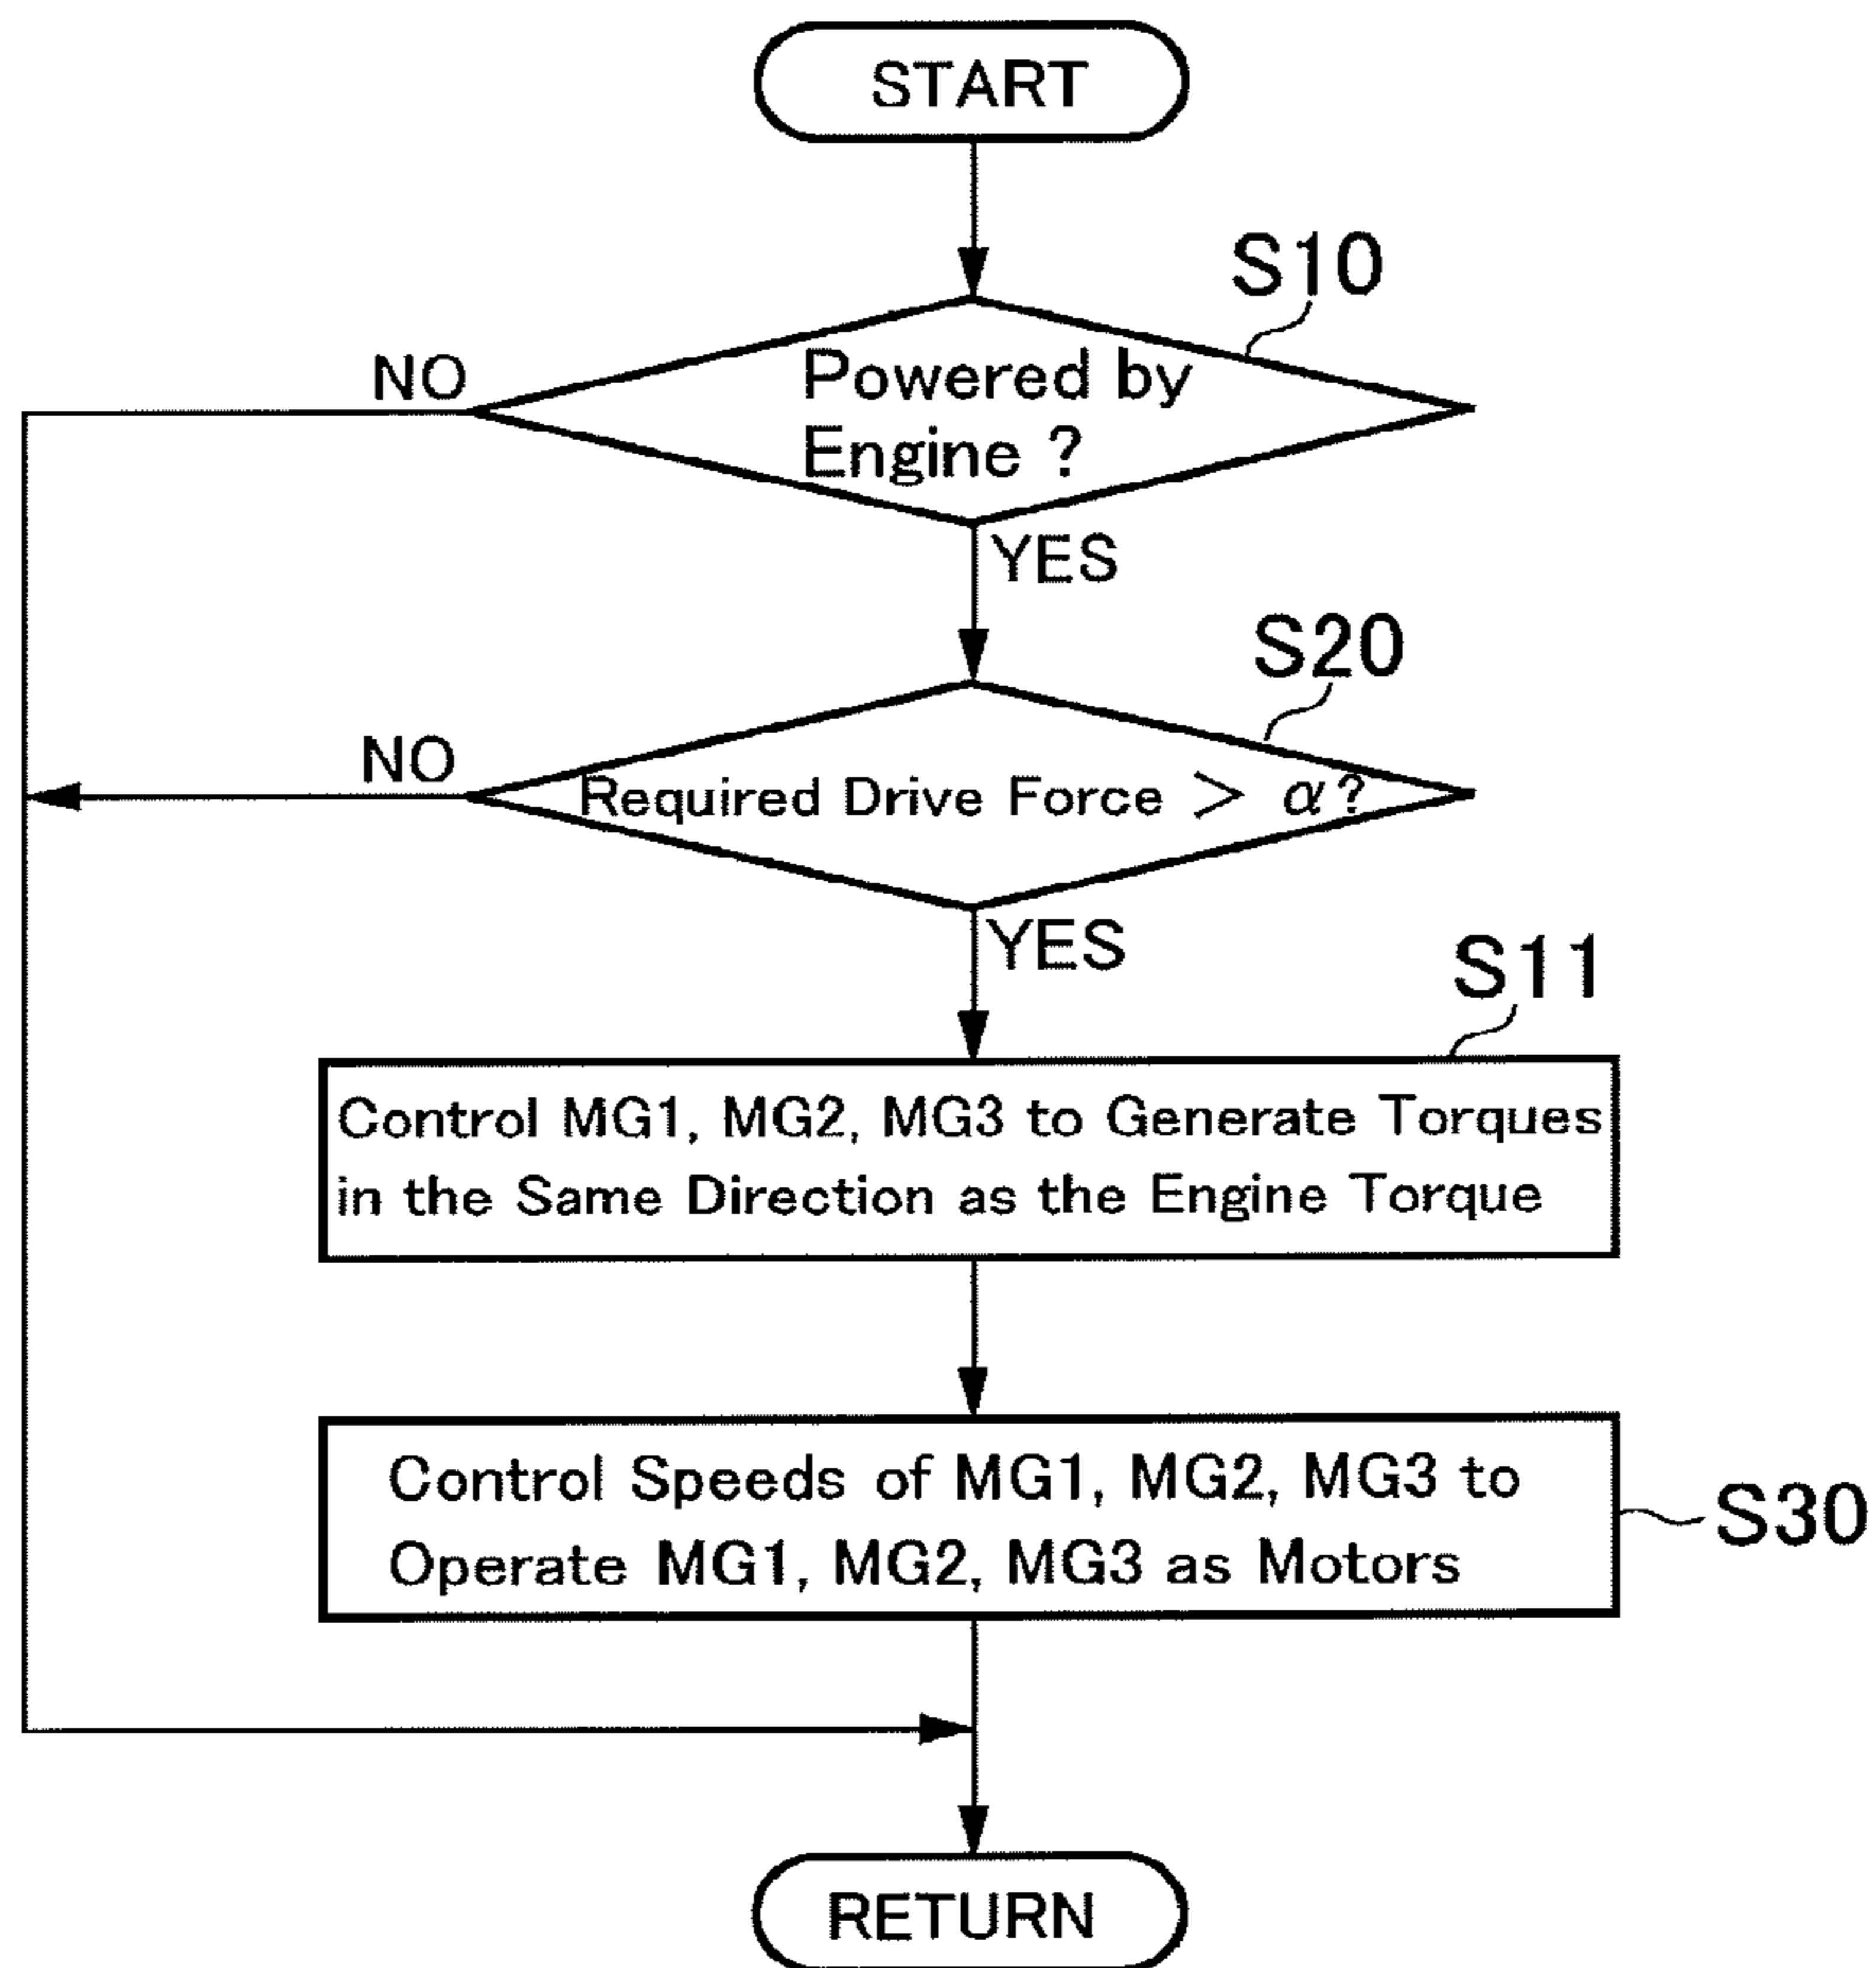 START
S10
NO
Powered by
Engine ?
YES
S20
NO
Required Drive Force > α?
YES
S11
Control MG1, MG2, MG3 to Generate Torques
in the Same Direction as the Engine Torque
Control Speeds of MG1, MG2, MG3 to
Operate MG1, MG2, MG3 as Motors
S30
RETURN